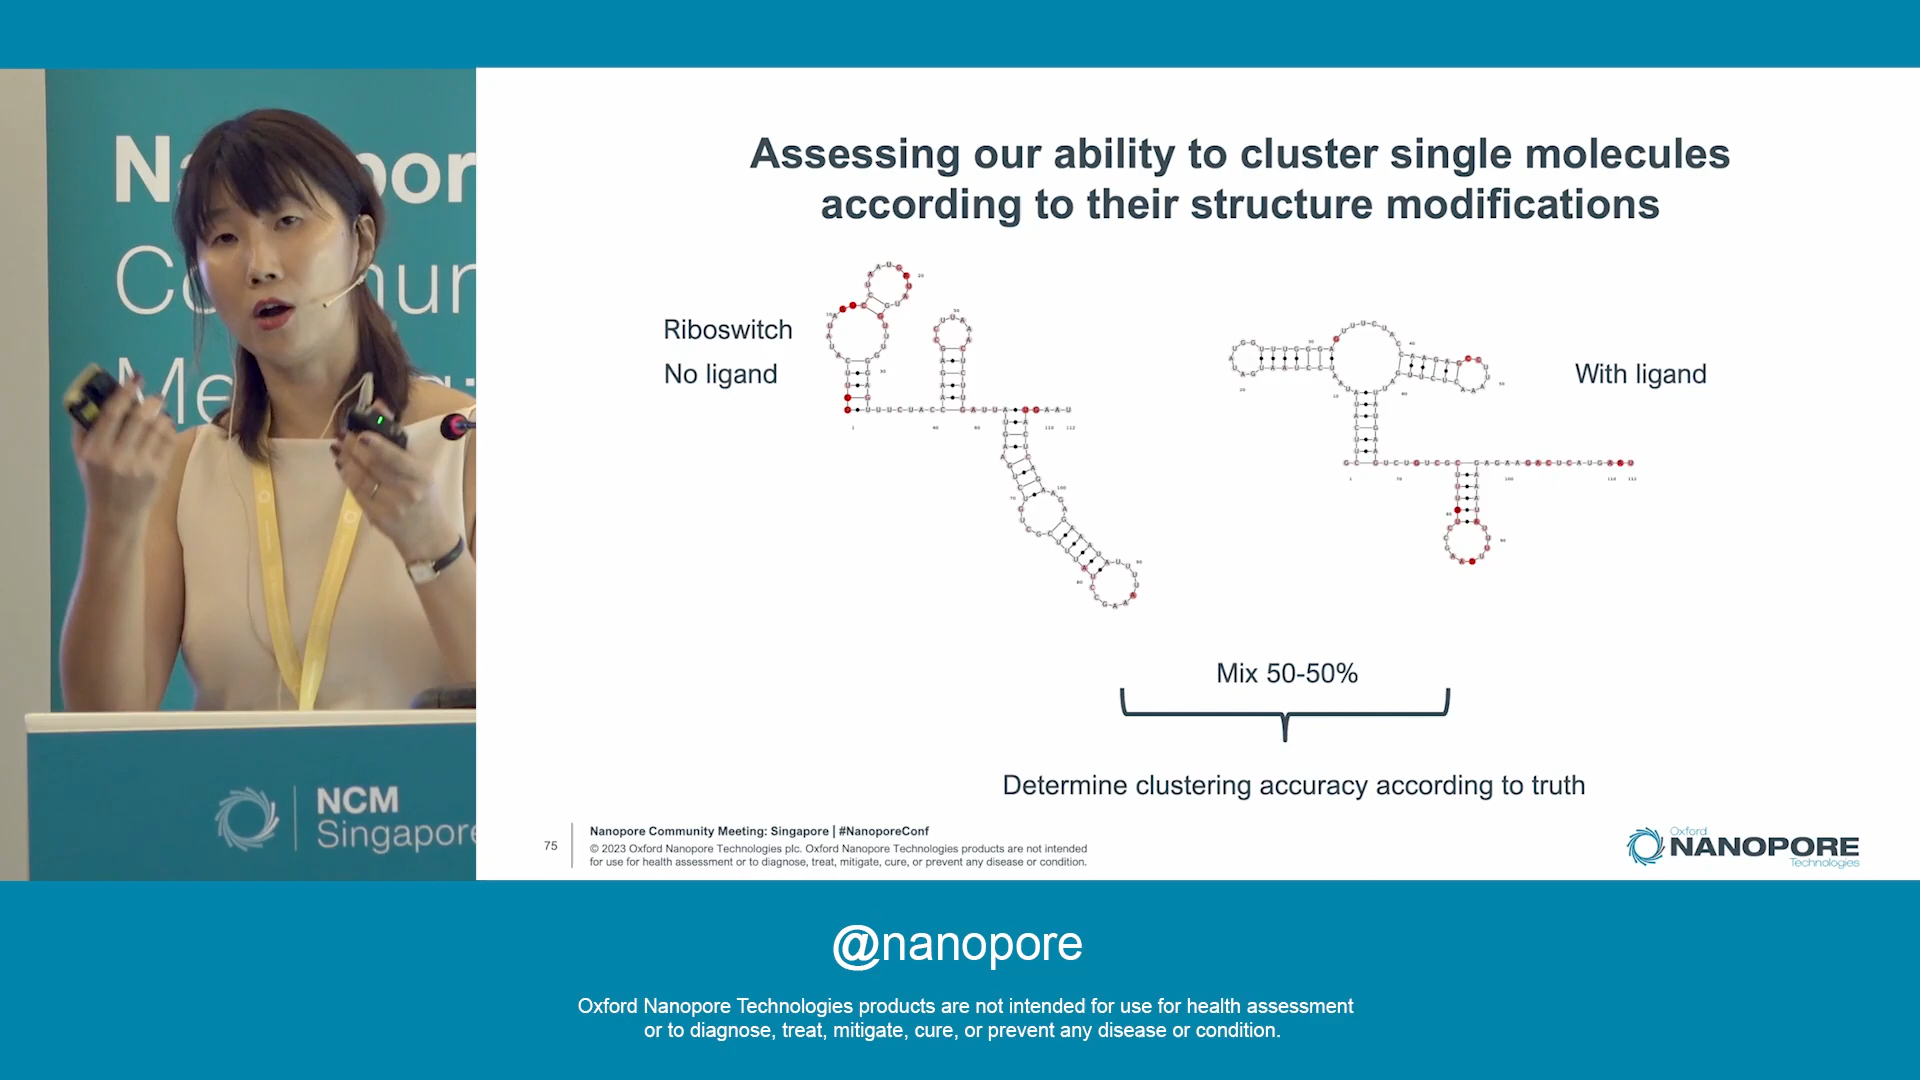 Nanopor
Commun
Me
NCM
Singapore
Assessing our ability to cluster single molecules
according to their structure modifications
Riboswitch
No ligand
With ligand
Mix 50-50%
Determine clustering accuracy according to truth
75
Nanopore Community Meeting: Singapore | #NanoporeConf
© 2023 Oxford Nanopore Technologies plc. Oxford Nanopore Technologies products are not intended
for use for health assessment or to diagnose, treat, mitigate, cure, or prevent any disease or condition.
Oxford
NANOPORE
Technologies
@nanopore
Oxford Nanopore Technologies products are not intended for use for health assessment
or to diagnose, treat, mitigate, cure, or prevent any disease or condition.